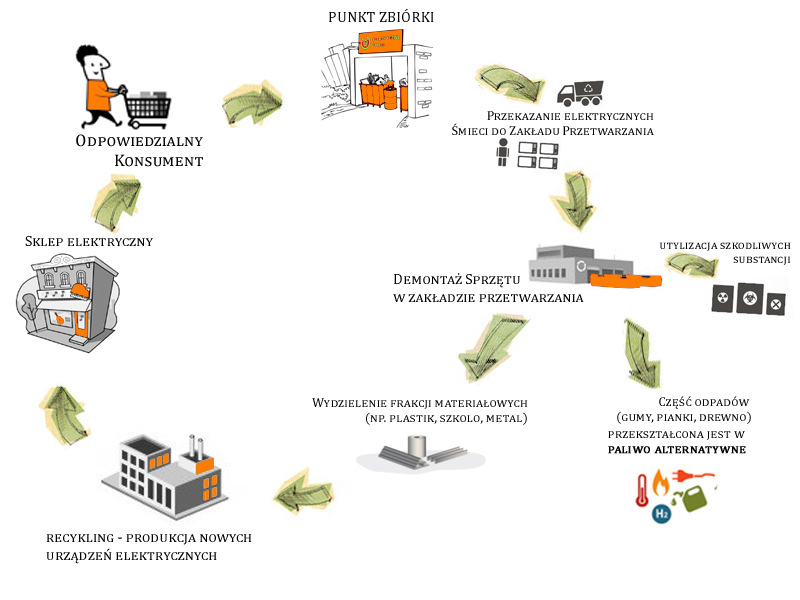 PUNKT ZBIÓRKI
ODPOWIEDZIALNY
KONSUMENT
PRZEKAZANIE ELEKTRYCZNYCH
ŚMIECI DO ZAKŁADU PRZETWARZANIA
SKLEP ELEKTRYCZNY
UTYLIZACJA SZKODLIWYCH
SUBSTANCJI
DEMONTAŻ SPRZĘTU
W ZAKŁADZIE PRZETWARZANIA
WYDZIELENIE FRAKCJI MATERIAŁOWYCH
(NP. PLASTIK, SZKOLO, METAL)
CZĘŚĆ ODPADÓW
(GUMY, PIANKI, DREWNO)
PRZEKSZTAŁCONA JEST W
PALIWO ALTERNATYWNE
H2
RECYKLING - PRODUKCJA NOWYCH
URZĄDZEŃ ELEKTRYCZNYCH